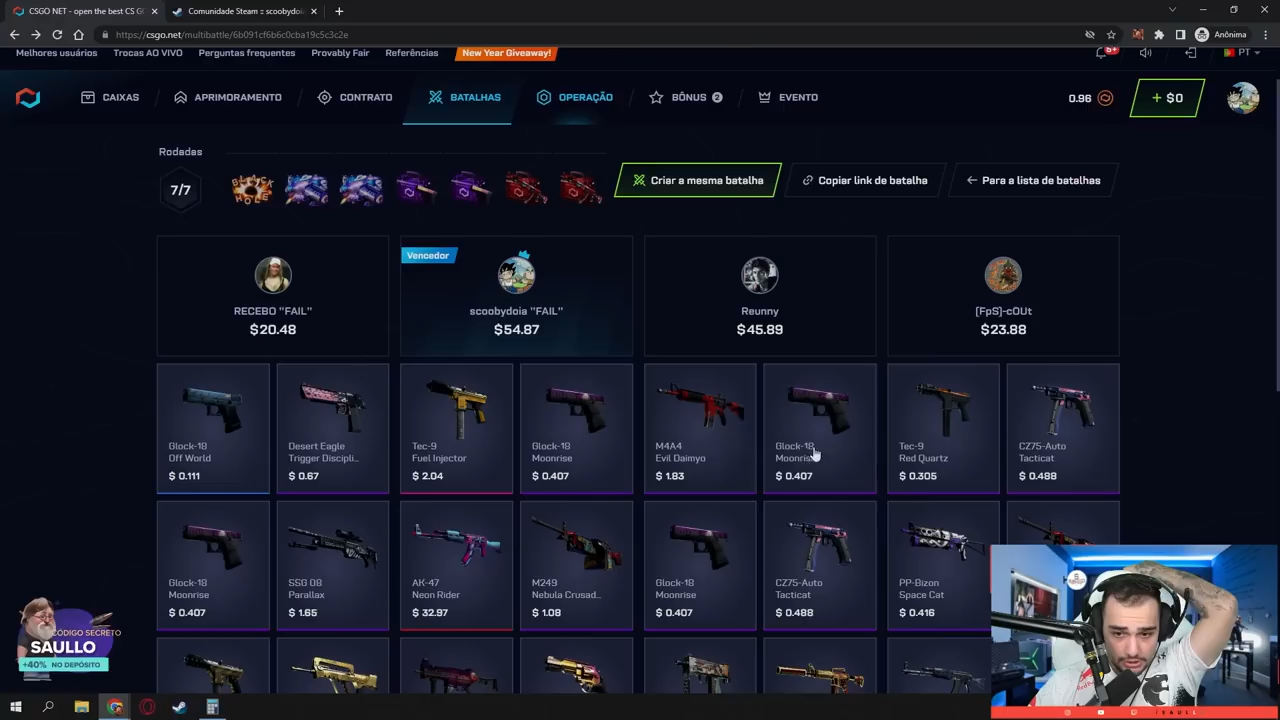 CSGO NET - open the best CS G
Comunidade Steam :: scoobydoia
https://csgo.net/multibattle/6b091cf6b6c0cba19c5c3c2e
Anônima
Melhores usuários
Trocas AO VIVO
Perguntas frequentes
Provably Fair
Referências
New Year Giveaway!
6+
PT
CAIXAS
APRIMORAMENTO
CONTRATO
BATALHAS
OPERAÇÃO
BÔNUS 2
EVENTO
0.96
+ $0
Rodadas
7/7
BLACK
HOLE
Criar a mesma batalha
Copiar link de batalha
Para a lista de batalhas
RECEBO "FAIL"
$20.48
Vencedor
scoobydoia "FAIL"
$54.87
Reunny
$45.89
[FpS]-cOUt
$23.88
Glock-18
Off World
$ 0.111
Desert Eagle
Trigger Discipli...
$ 0.67
Tec-9
Fuel Injector
$ 2.04
Glock-18
Moonrise
$ 0.407
M4A4
Evil Daimyo
$ 1.83
Glock-18
Moonrise
$ 0.407
Tec-9
Red Quartz
$ 0.305
CZ75-Auto
Tacticat
$ 0.488
Glock-18
Moonrise
$ 0.407
SSG 08
Parallax
$ 1.65
AK-47
Neon Rider
$ 32.97
M249
Nebula Crusad...
$ 1.08
Glock-18
Moonrise
$ 0.407
CZ75-Auto
Tacticat
$ 0.488
PP-Bizon
Space Cat
$ 0.416
CÓDIGO SECRETO
SAULLO
+40% NO DEPÓSITO